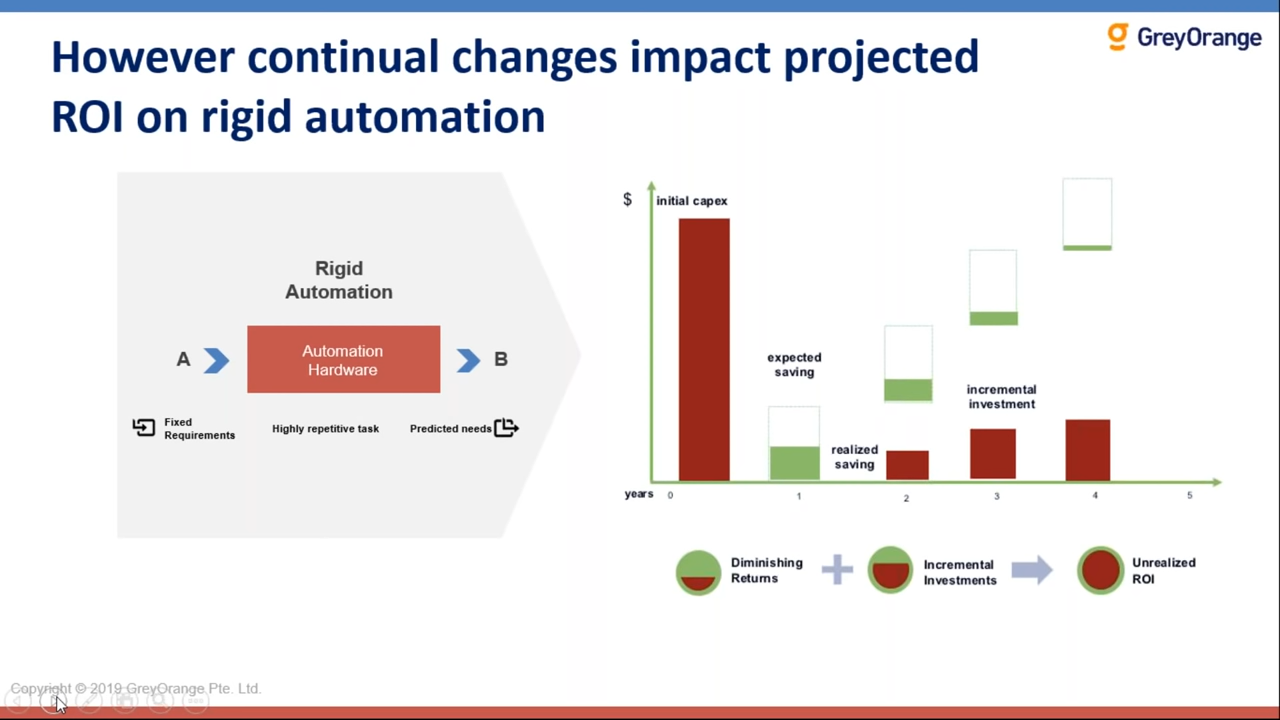 However continual changes impact projected
ROI on rigid automation
GreyOrange
Rigid
Automation
A
Automation
Hardware
B
Fixed
Requirements
Highly repetitive task
Predicted needs
$
initial capex
expected
saving
realized
saving
incremental
investment
years
0
1
2
3
4
5
Diminishing
Returns
Incremental
Investments
Unrealized
ROI
Copyright © 2019 GreyOrange Pte. Ltd.